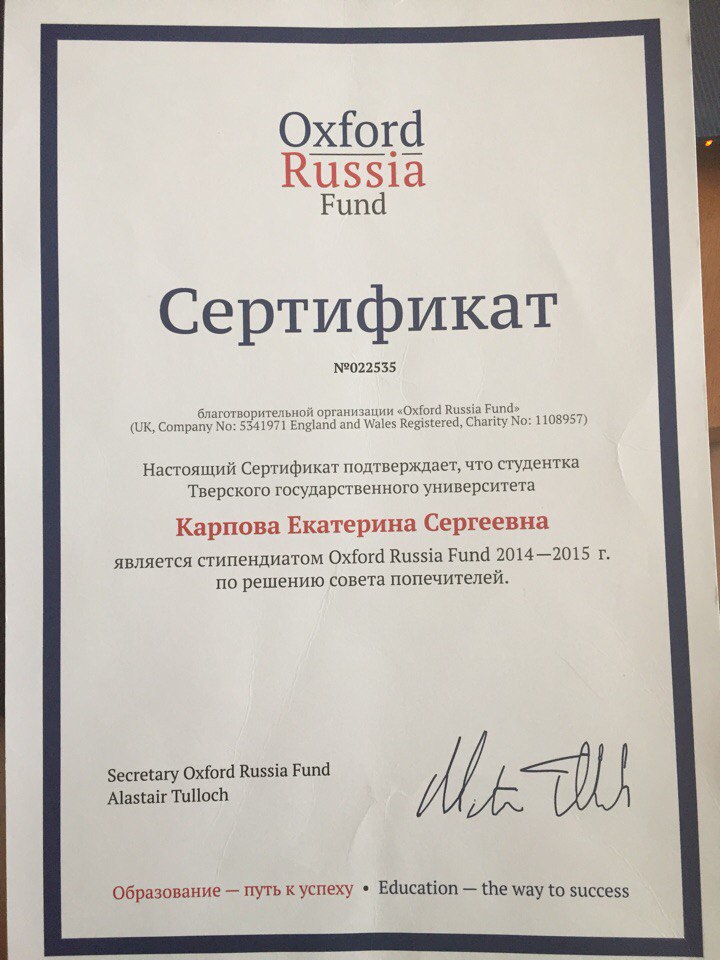 Oxford
Russia
Fund
Сертификат
№022535
благотворительной организации «Oxford Russia Fund»
(UK, Company No: 5341971 England and Wales Registered, Charity No: 1108957)
Настоящий Сертификат подтверждает, что студентка
Тверского государственного университета
Карпова Екатерина Сергеевна
является стипендиатом Oxford Russia Fund 2014—2015 г.
по решению совета попечителей.
Secretary Oxford Russia Fund
Alastair Tulloch
Образование — путь к успеху • Education — the way to success